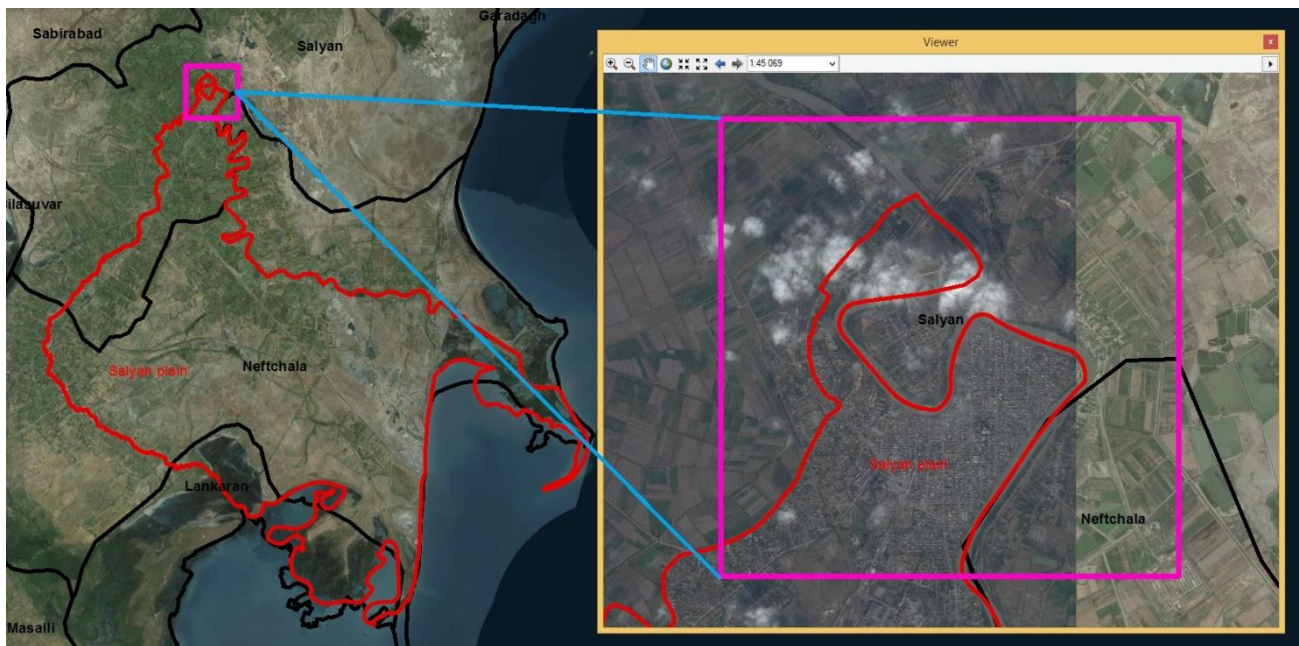 Garadagh
Sabirabad
Salyan
Bilasuvar
Salyan plain
Neftchala
Lankaran
Masalli
Viewer
1:45 069
Salyan
Salyan plain
Neftchala